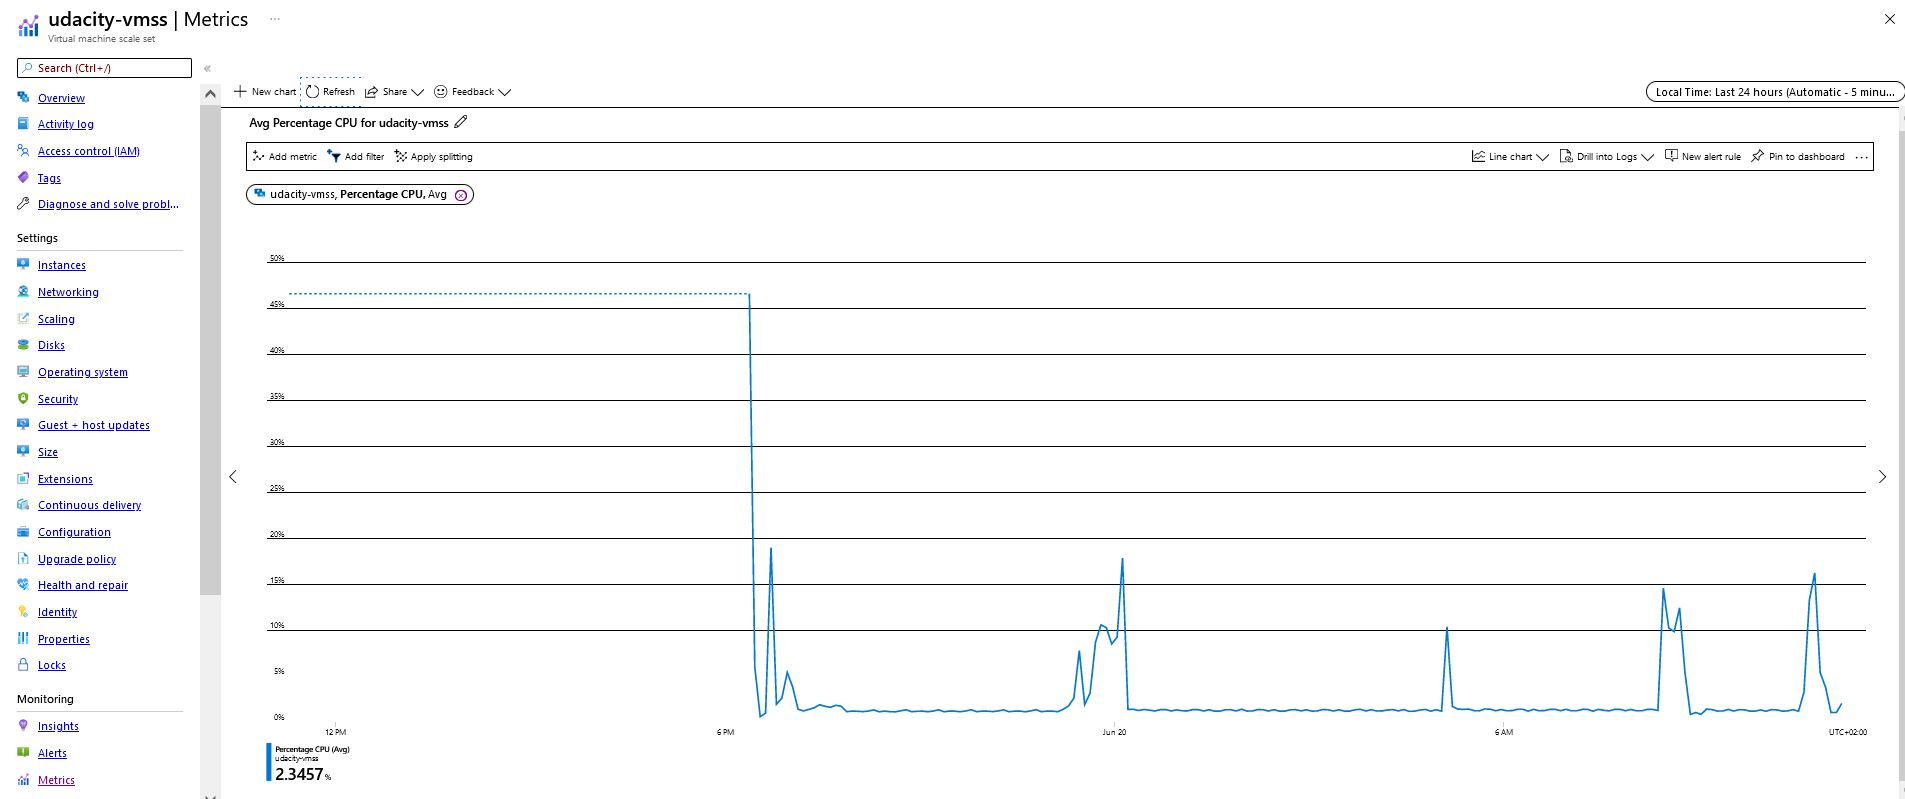 udacity-vmss | Metrics ...
Virtual machine scale set
Search (Ctrl+/)
«
Overview
Activity log
Access control (IAM)
Tags
Diagnose and solve probl...
Settings
Instances
Networking
Scaling
Disks
Operating system
Security
Guest + host updates
Size
Extensions
Continuous delivery
Configuration
Upgrade policy
Health and repair
Identity
Properties
Locks
Monitoring
Insights
Alerts
Metrics
New chart Refresh Share Feedback
Local Time: Last 24 hours (Automatic - 5 minu...
Avg Percentage CPU for udacity-vmss
Add metric Add filter Apply splitting Line chart Drill into Logs New alert rule Pin to dashboard ...
udacity-vmss, Percentage CPU, Avg
50%
45%
40%
35%
30%
25%
20%
15%
10%
5%
0%
12 PM 6 PM Jun 20 6 AM UTC+02:00
Percentage CPU (Avg)
udacity-vmss
2.3457 %